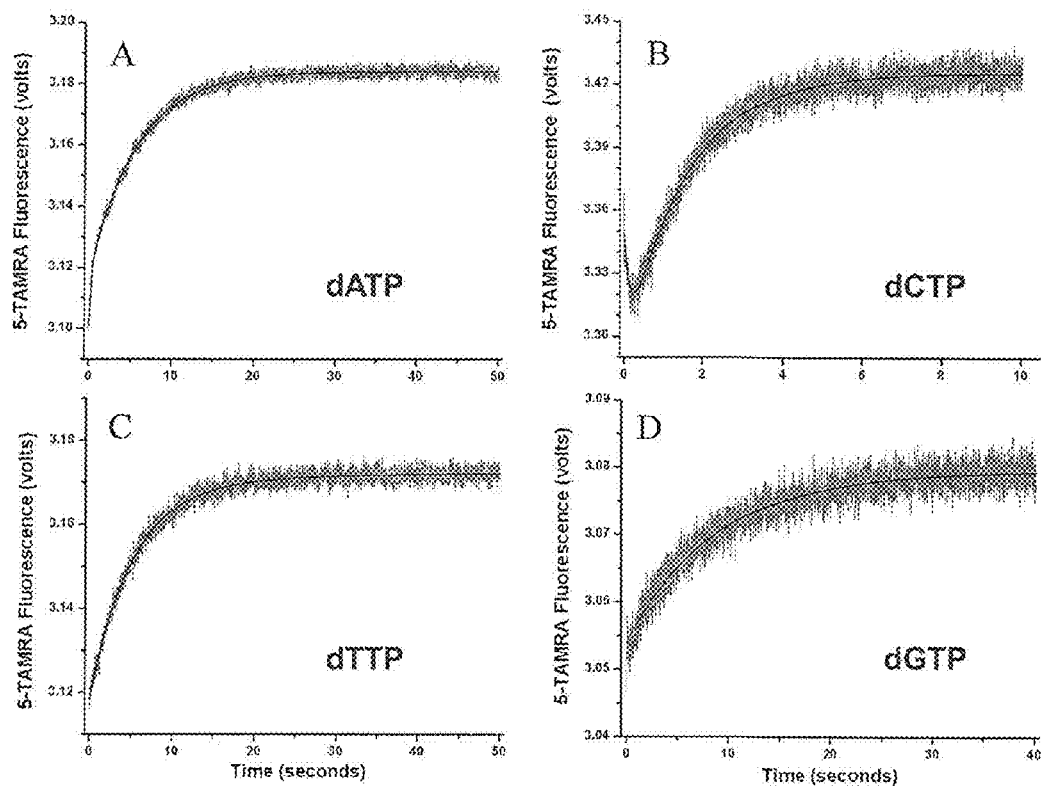 A
5-TAMRA Fluorescence (volts)
3.20
3.18
3.16
3.14
3.12
3.10
dATP
0 10 20 30 40 50
B
5-TAMRA Fluorescence (volts)
3.45
3.42
3.39
3.36
3.33
3.30
dCTP
0 2 4 6 8 10
C
5-TAMRA Fluorescence (volts)
3.18
3.16
3.14
3.12
dTTP
0 10 20 30 40 50
Time (seconds)
D
5-TAMRA Fluorescence (volts)
3.09
3.08
3.07
3.06
3.05
3.04
dGTP
0 10 20 30 40
Time (seconds)